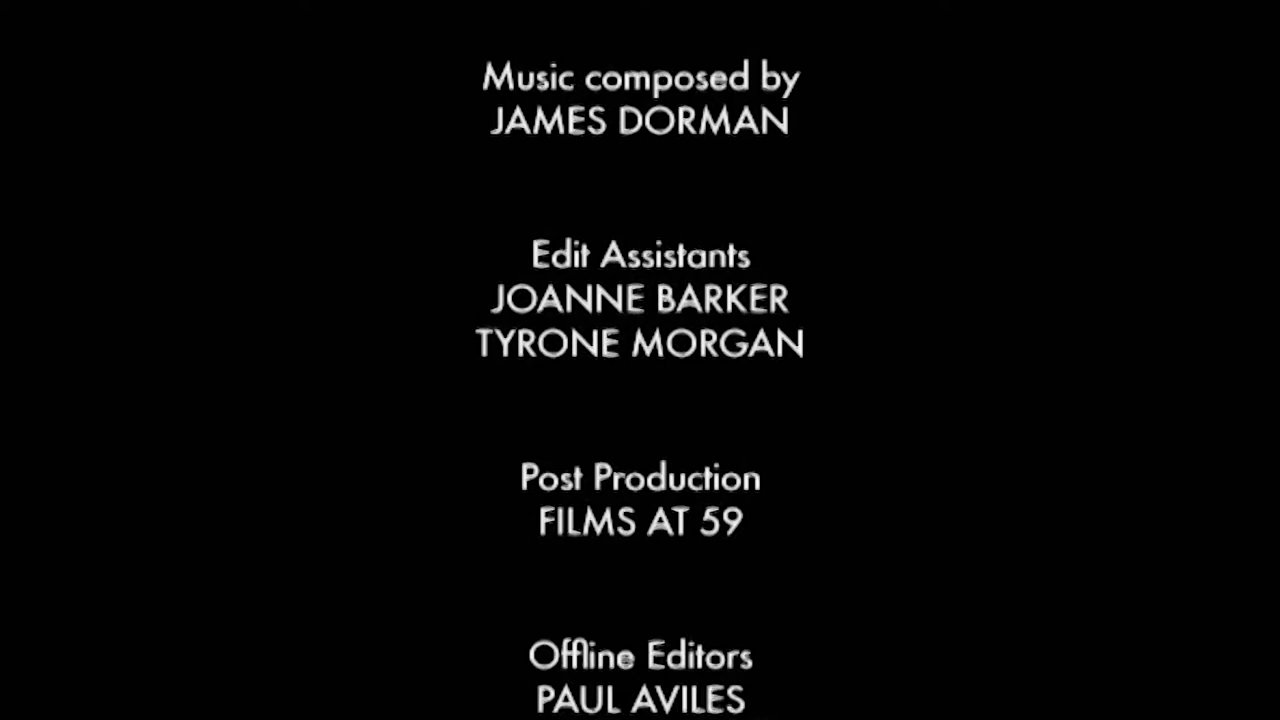 Music composed by
JAMES DORMAN
Edit Assistants
JOANNE BARKER
TYRONE MORGAN
Post Production
FILMS AT 59
Offline Editors
PAUL AVILES